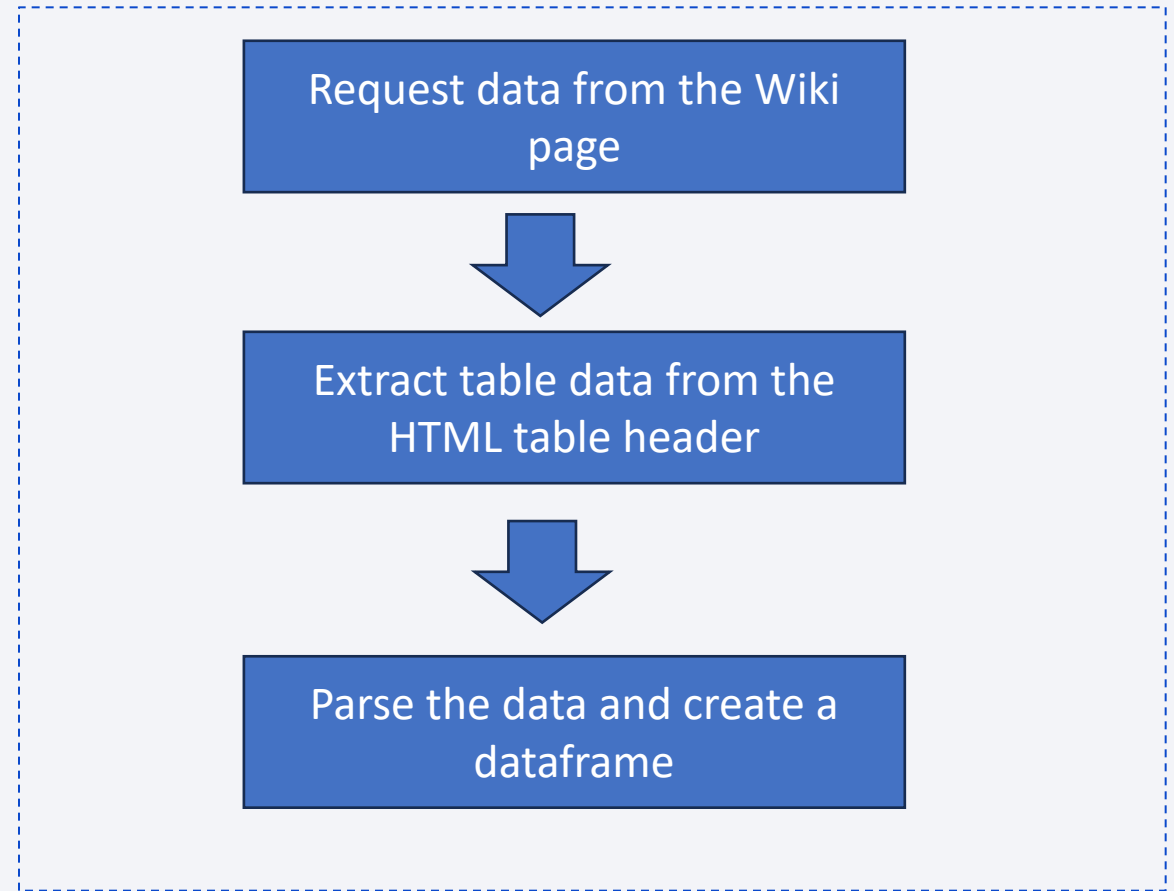 Request data from the Wiki
page
Extract table data from the
HTML table header
Parse the data and create a
dataframe